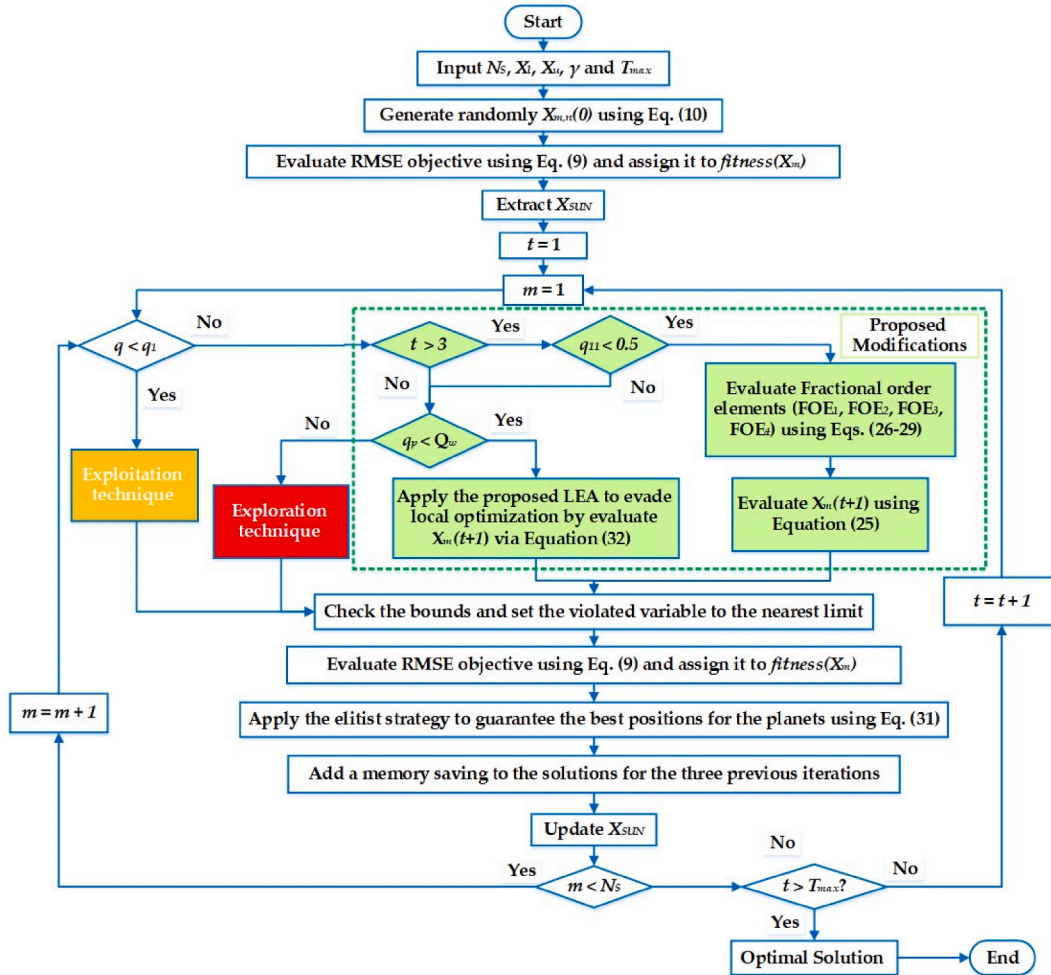 Start
Input Ns, Xl, Xu, γ and Tmax
Generate randomly Xm,n(0) using Eq. (10)
Evaluate RMSE objective using Eq. (9) and assign it to fitness(Xm)
Extract XSUN
t = 1
m = 1
q < q1
No
Yes
t > 3
Yes
q11 < 0.5
Yes
Proposed
Modifications
No
No
Evaluate Fractional order
elements (FOE1, FOE2, FOE3,
FOE4) using Eqs. (26-29)
qp < Qw
No
Yes
Exploitation
technique
Exploration
technique
Apply the proposed LEA to evade
local optimization by evaluate
Xm(t+1) via Equation (32)
Evaluate Xm(t+1) using
Equation (25)
Check the bounds and set the violated variable to the nearest limit
t = t + 1
Evaluate RMSE objective using Eq. (9) and assign it to fitness(Xm)
m = m + 1
Apply the elitist strategy to guarantee the best positions for the planets using Eq. (31)
Add a memory saving to the solutions for the three previous iterations
Update XSUN
No
Yes
m < Ns
t > Tmax?
No
Yes
Optimal Solution
End